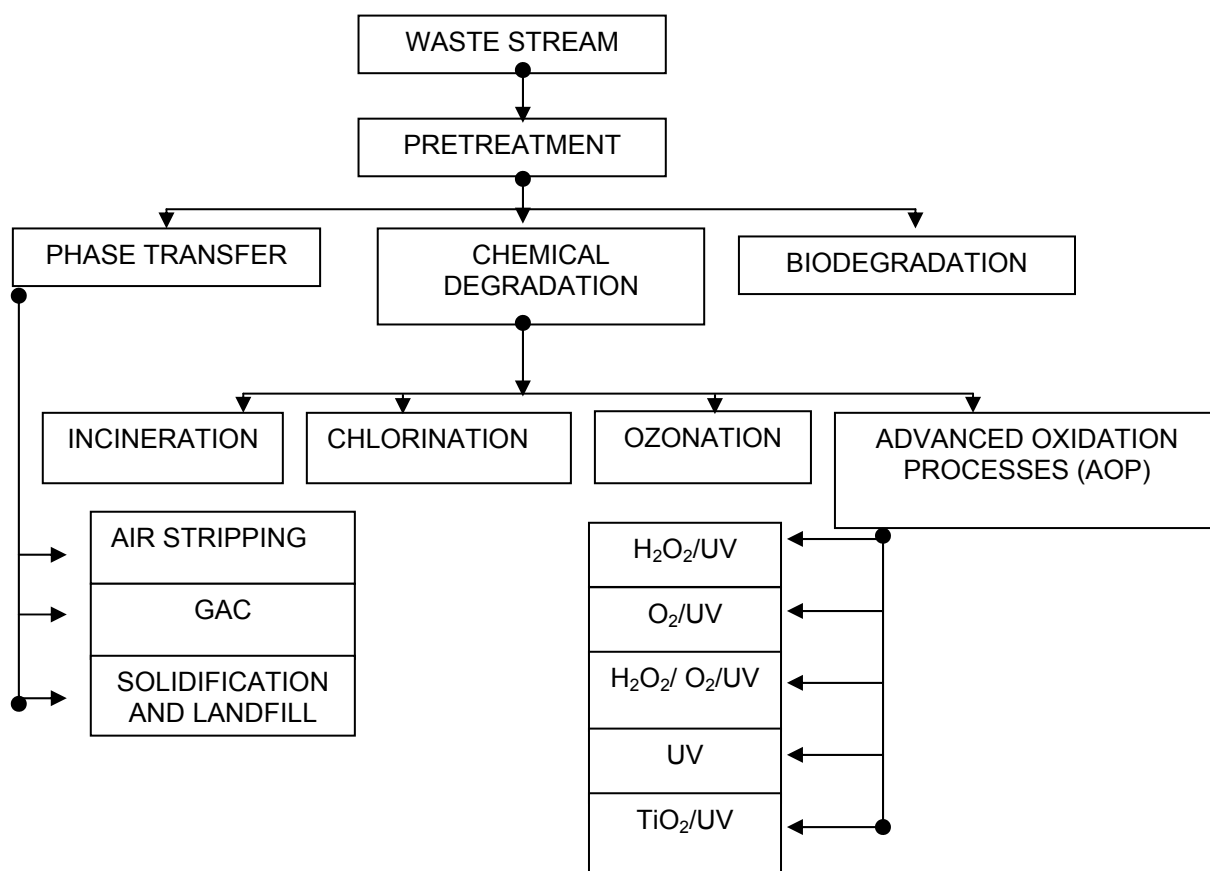 WASTE STREAM
PRETREATMENT
PHASE TRANSFER
CHEMICAL
DEGRADATION
BIODEGRADATION
INCINERATION
CHLORINATION
OZONATION
ADVANCED OXIDATION
PROCESSES (AOP)
AIR STRIPPING
GAC
SOLIDIFICATION
AND LANDFILL
H₂O₂/UV
O₂/UV
H₂O₂/ O₂/UV
UV
TiO₂/UV